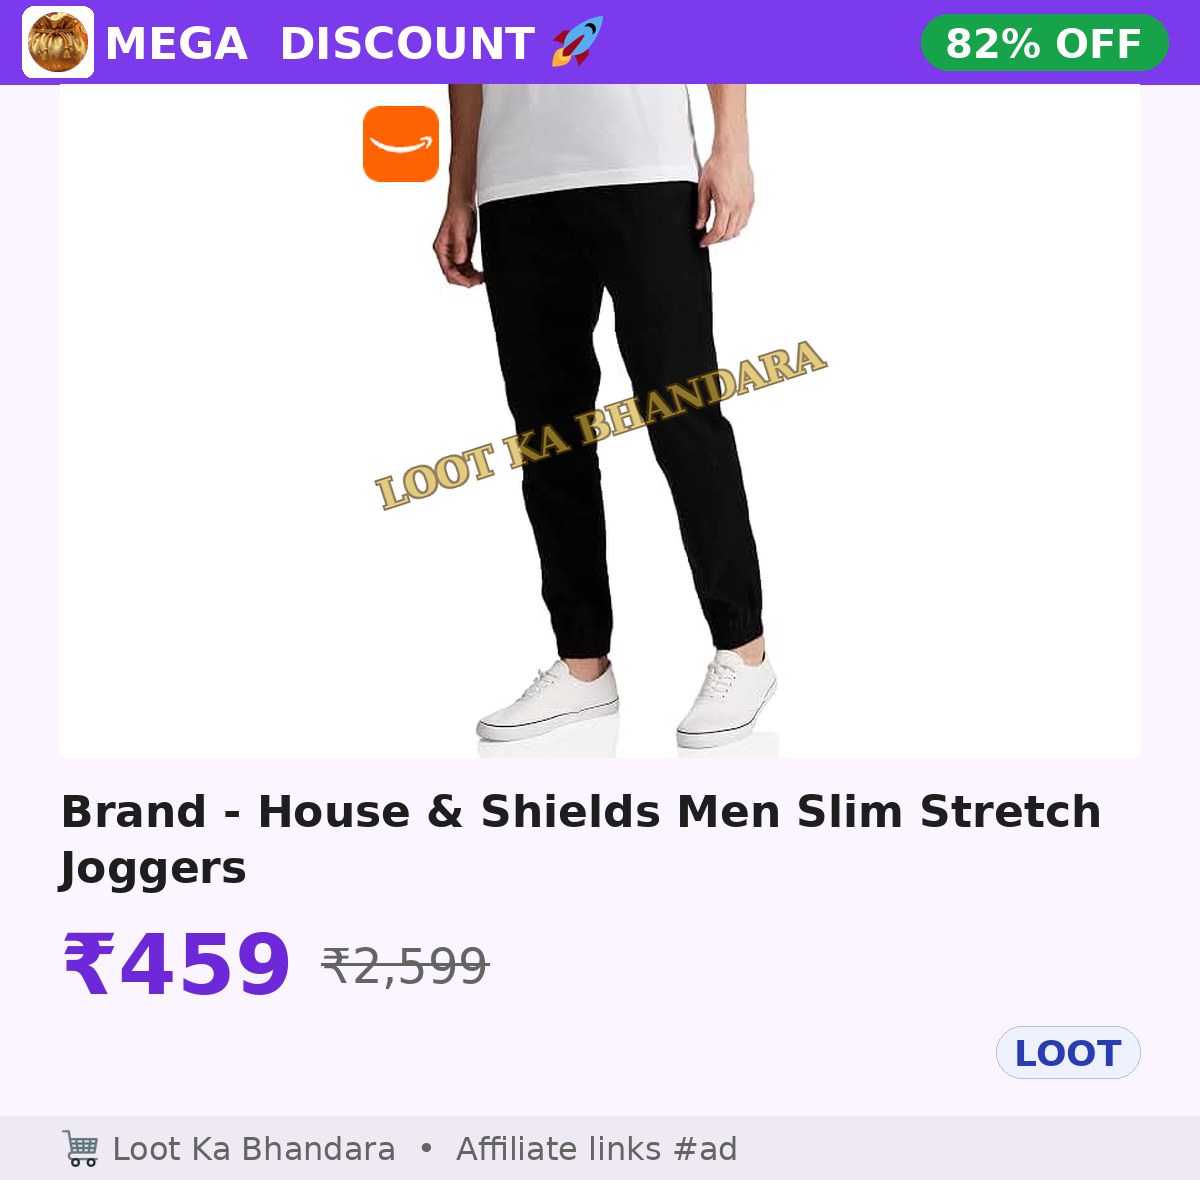 MEGA DISCOUNT 🚀
82% OFF
LOOT KA BHANDARA
Brand - House & Shields Men Slim Stretch
Joggers
₹459 ₹2,599
LOOT
🛒 Loot Ka Bhandara • Affiliate links #ad